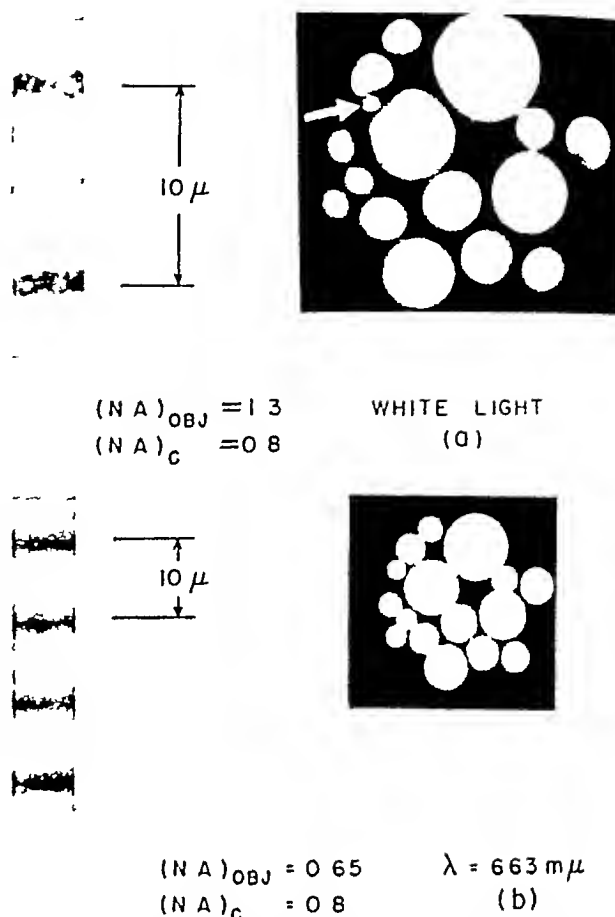 10 μ
(N A)OBJ = 1 3 WHITE LIGHT
(N A)C = 0 8 (a)
10 μ
(N A)OBJ = 0 65 λ = 663 mμ
(N A)C = 0 8 (b)